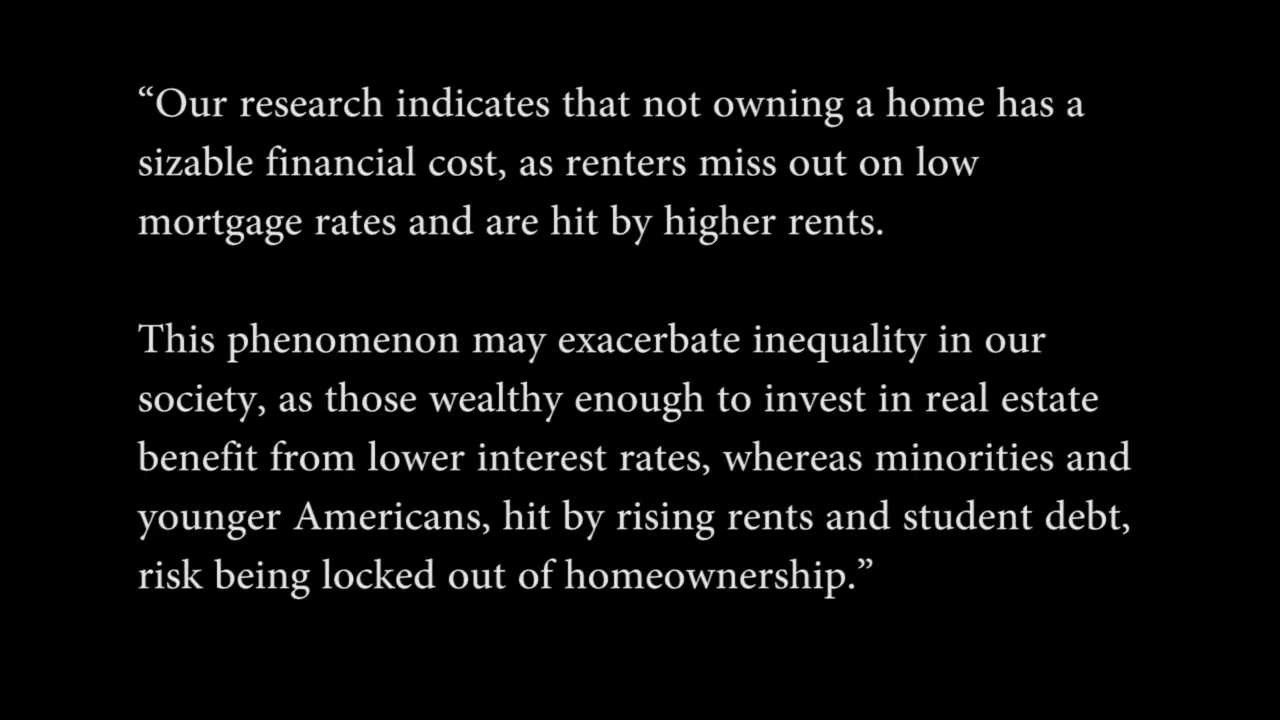 “Our research indicates that not owning a home has a
sizable financial cost, as renters miss out on low
mortgage rates and are hit by higher rents.
This phenomenon may exacerbate inequality in our
society, as those wealthy enough to invest in real estate
benefit from lower interest rates, whereas minorities and
younger Americans, hit by rising rents and student debt,
risk being locked out of homeownership.”